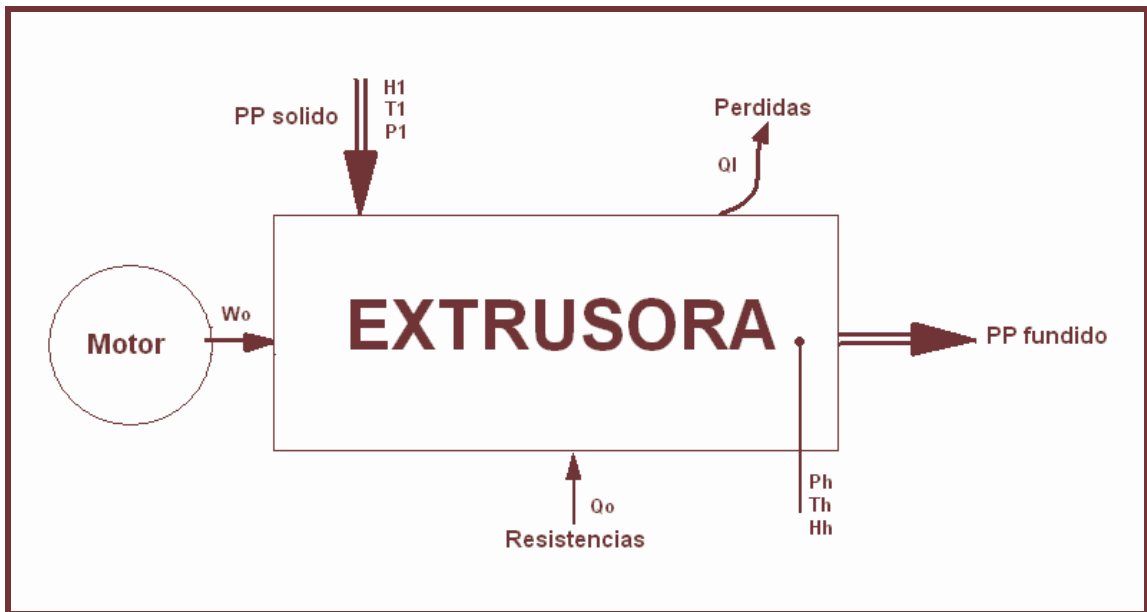 H1
PP solido
T1
P1
Perdidas
Ql
Wo
Motor
EXTRUSORA
PP fundido
Ph
Th
Hh
Qo
Resistencias